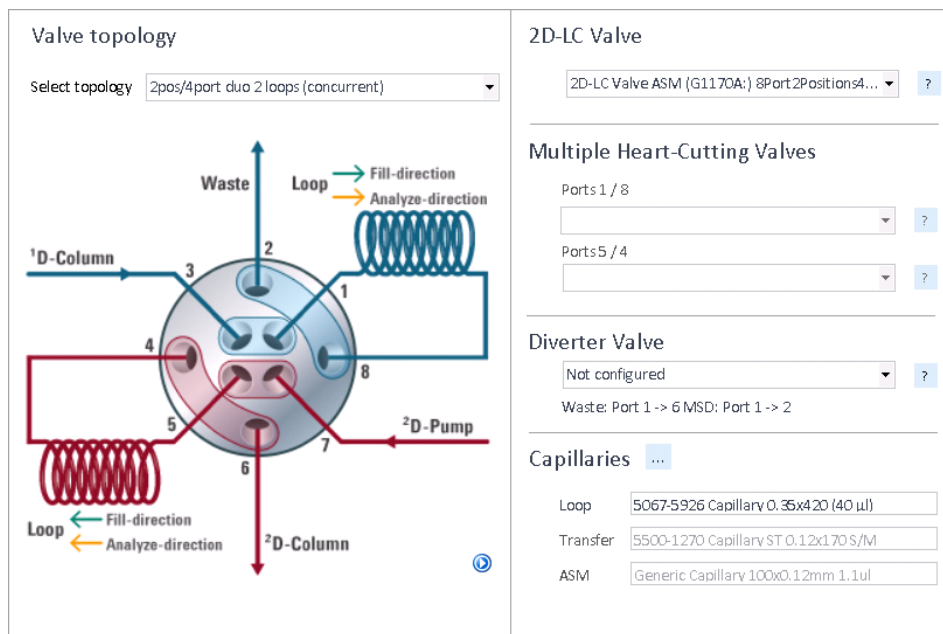 Valve topology
Select topology
2pos/4port duo 2 loops (concurrent)
Waste
Loop
Fill-direction
Analyze-direction
¹D-Column
2
3
1
4
8
5
7
6
²D-Pump
Loop
Fill-direction
Analyze-direction
²D-Column
2D-LC Valve
2D-LC Valve ASM (G1170A:) 8Port2Positions4...
?
Multiple Heart-Cutting Valves
Ports 1 / 8
?
Ports 5 / 4
?
Diverter Valve
Not configured
?
Waste: Port 1 -> 6 MSD: Port 1 -> 2
Capillaries ...
Loop
5067-5926 Capillary 0.35x420 (40 µl)
Transfer
5500-1270 Capillary ST 0.12x170 S/M
ASM
Generic Capillary 100x0.12mm 1.1ul